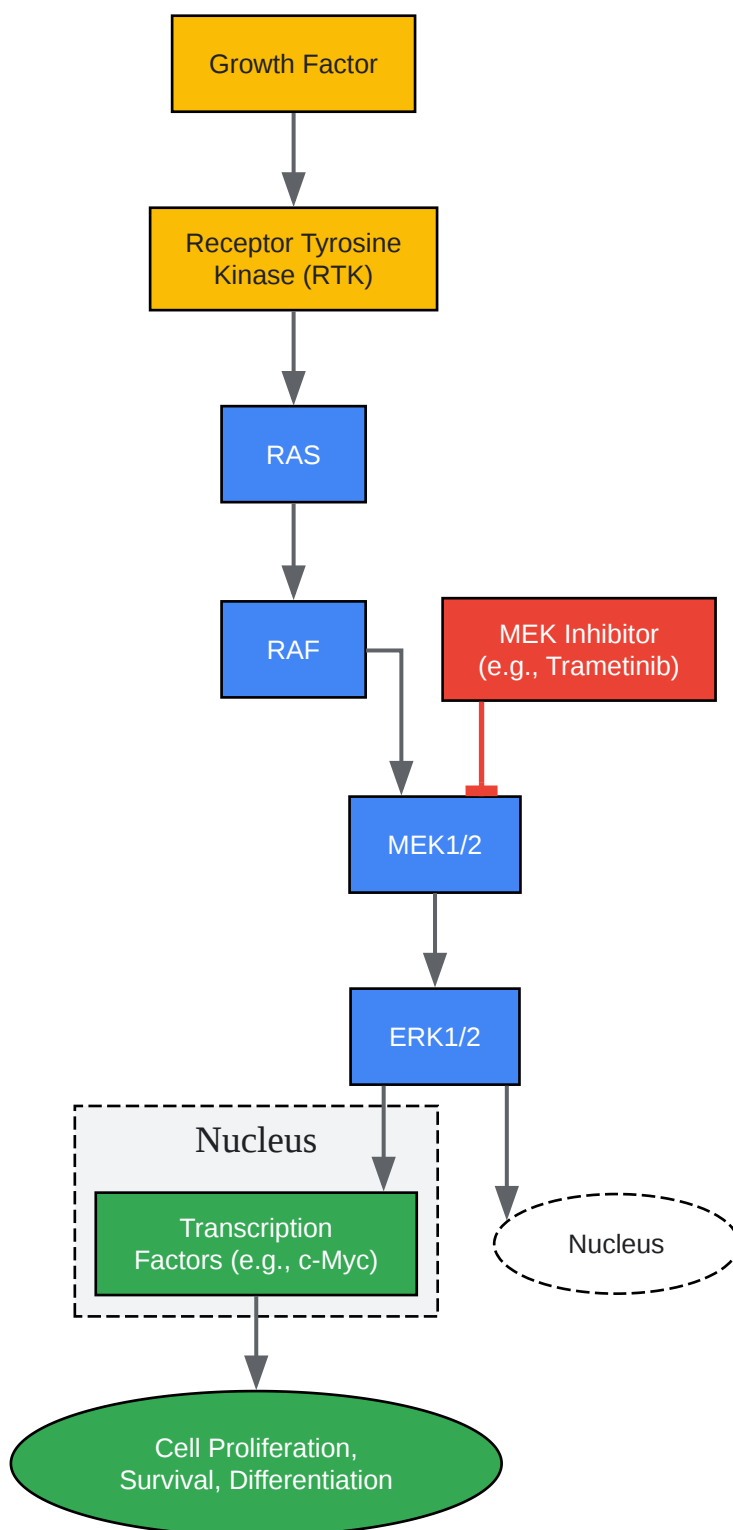 Growth Factor
Receptor Tyrosine
Kinase (RTK)
RAS
RAF
MEK Inhibitor
(e.g., Trametinib)
MEK1/2
ERK1/2
Nucleus
Transcription
Factors (e.g., c-Myc)
Nucleus
Cell Proliferation,
Survival, Differentiation